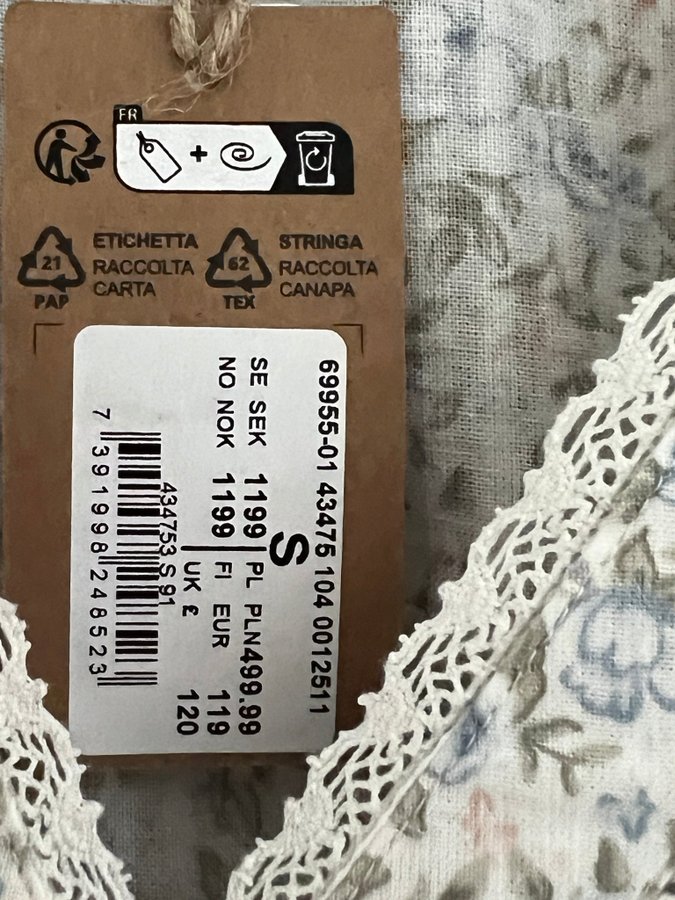 FR
21
PAP
ETICHETTA
RACCOLTA
CARTA
62
TEX
STRINGA
RACCOLTA
CANAPA
69955-01 43475 104 0012511
S
SE SEK 1199 PL PLN499.99
NO NOK 1199 FI EUR 119
UK £ 120
434753 S 91
7 391998 248523